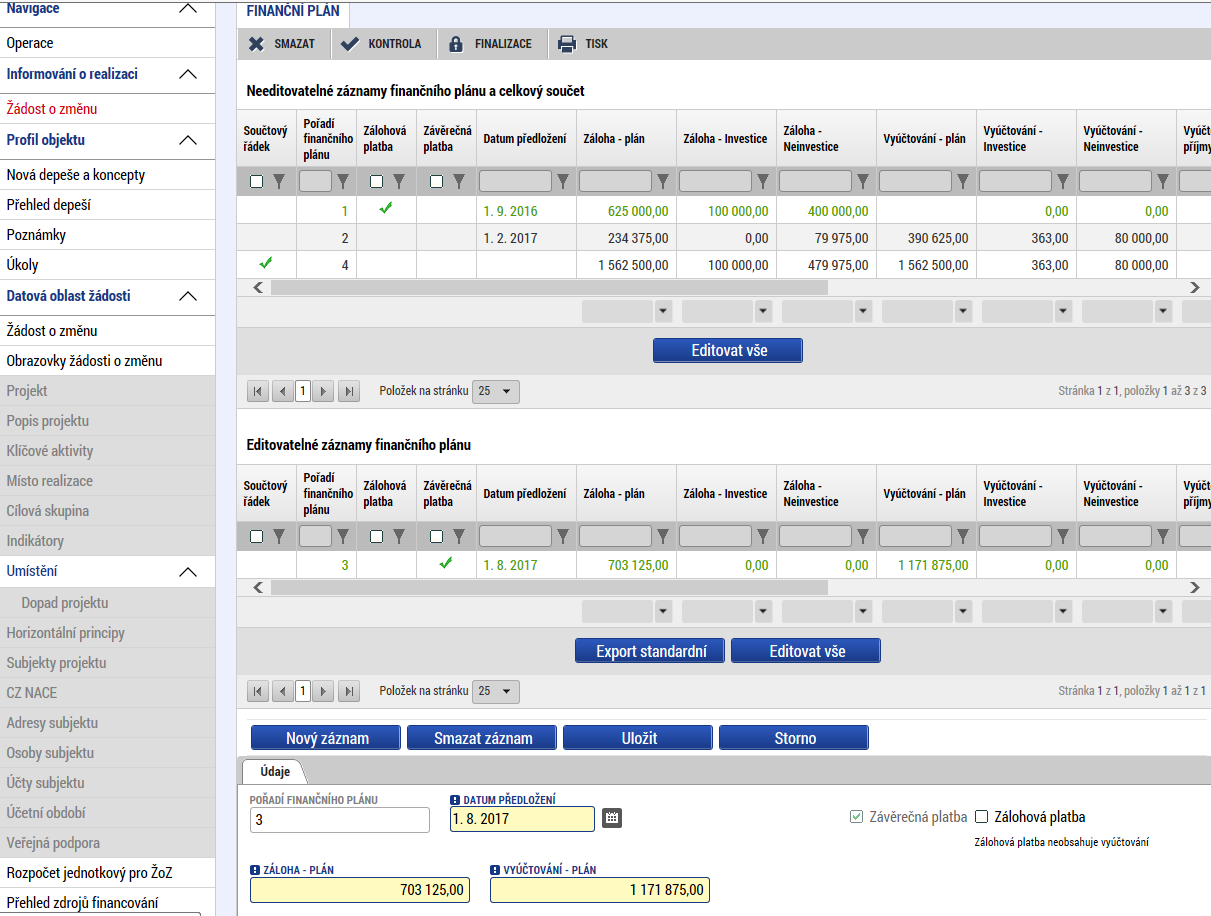 Navigace
Operace
Informování o realizaci
Žádost o změnu
Profil objektu
Nová depeše a koncepty
Přehled depeší
Poznámky
Úkoly
Datová oblast žádosti
Žádost o změnu
Obrazovky žádosti o změnu
Projekt
Popis projektu
Klíčové aktivity
Místo realizace
Cílová skupina
Indikátory
Umístění
Dopad projektu
Horizontální principy
Subjekty projektu
CZ NACE
Adresy subjektu
Osoby subjektu
Účty subjektu
Účetní období
Veřejná podpora
Rozpočet jednotkový pro ŽoZ
Přehled zdrojů financování
FINANČNÍ PLÁN
SMAZAT KONTROLA FINALIZACE TISK
Needitovatelné záznamy finančního plánu a celkový součet
Součtový řádek Pořadí finančního plánu Zálohová platba Závěrečná platba Datum předložení Záloha - plán Záloha - Investice Záloha - Neinvestice Vyúčtování - plán Vyúčtování - Investice Vyúčtování - Neinvestice Vyúčt příjmy
1 1. 9. 2016 625 000,00 100 000,00 400 000,00 0,00 0,00
2 1. 2. 2017 234 375,00 0,00 79 975,00 390 625,00 363,00 80 000,00
4 1 562 500,00 100 000,00 479 975,00 1 562 500,00 363,00 80 000,00
Editovat vše
1 Položek na stránku 25 Stránka 1 z 1, položky 1 až 3 z 3
Editovatelné záznamy finančního plánu
Součtový řádek Pořadí finančního plánu Zálohová platba Závěrečná platba Datum předložení Záloha - plán Záloha - Investice Záloha - Neinvestice Vyúčtování - plán Vyúčtování - Investice Vyúčtování - Neinvestice Vyúčt příjmy
3 1. 8. 2017 703 125,00 0,00 0,00 1 171 875,00 0,00 0,00
Export standardní Editovat vše
1 Položek na stránku 25 Stránka 1 z 1, položky 1 až 1 z 1
Nový záznam Smazat záznam Uložit Storno
Údaje
POŘADÍ FINANČNÍHO PLÁNU DATUM PŘEDLOŽENÍ
3 1. 8. 2017 Závěrečná platba Zálohová platba
Zálohová platba neobsahuje vyúčtování
ZÁLOHA - PLÁN VYÚČTOVÁNÍ - PLÁN
703 125,00 1 171 875,00